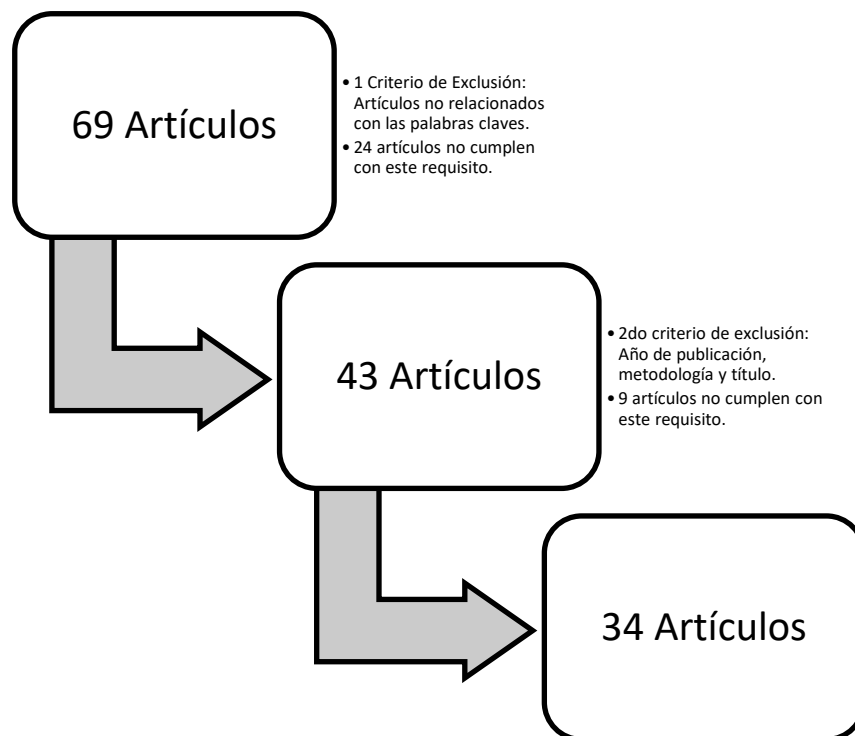 69 Artículos
• 1 Criterio de Exclusión:
Artículos no relacionados
con las palabras claves.
• 24 artículos no cumplen
con este requisito.
43 Artículos
• 2do criterio de exclusión:
Año de publicación,
metodología y título.
• 9 artículos no cumplen con
este requisito.
34 Artículos